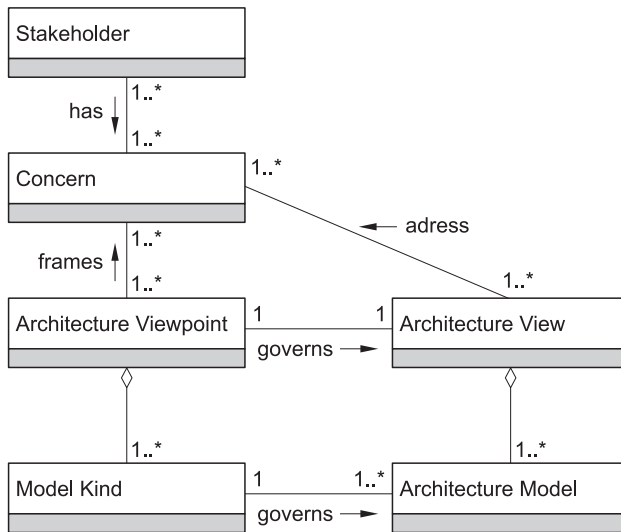 Stakeholder
1..*
has
1..*
Concern
1..*
1..*
adress
frames
1..*
1..*
Architecture Viewpoint
1
1
Architecture View
governs
1..*
1..*
Model Kind
1
1..*
Architecture Model
governs